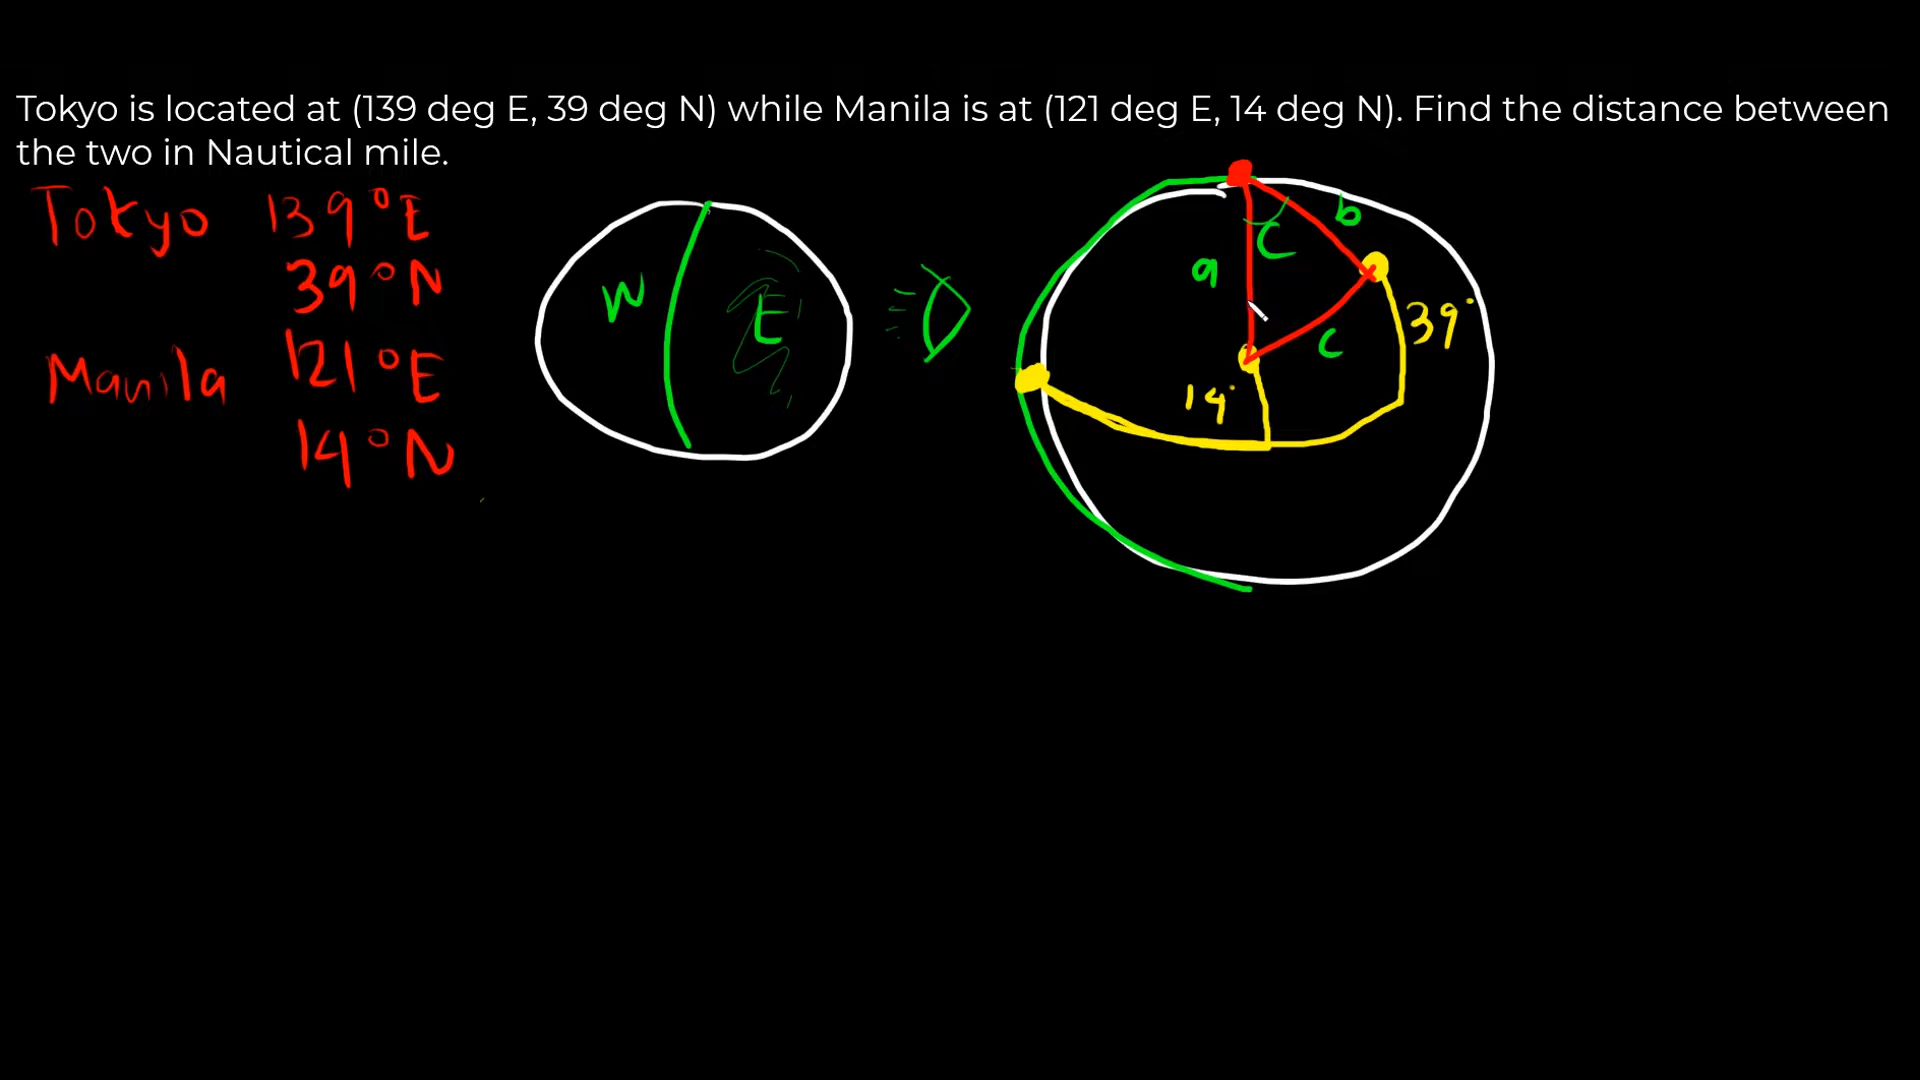 Tokyo is located at (139 deg E, 39 deg N) while Manila is at (121 deg E, 14 deg N). Find the distance between
the two in Nautical mile.
Tokyo 139°E
39°N
Manila 121°E
14°N
W E
a C b
c 39°
14°